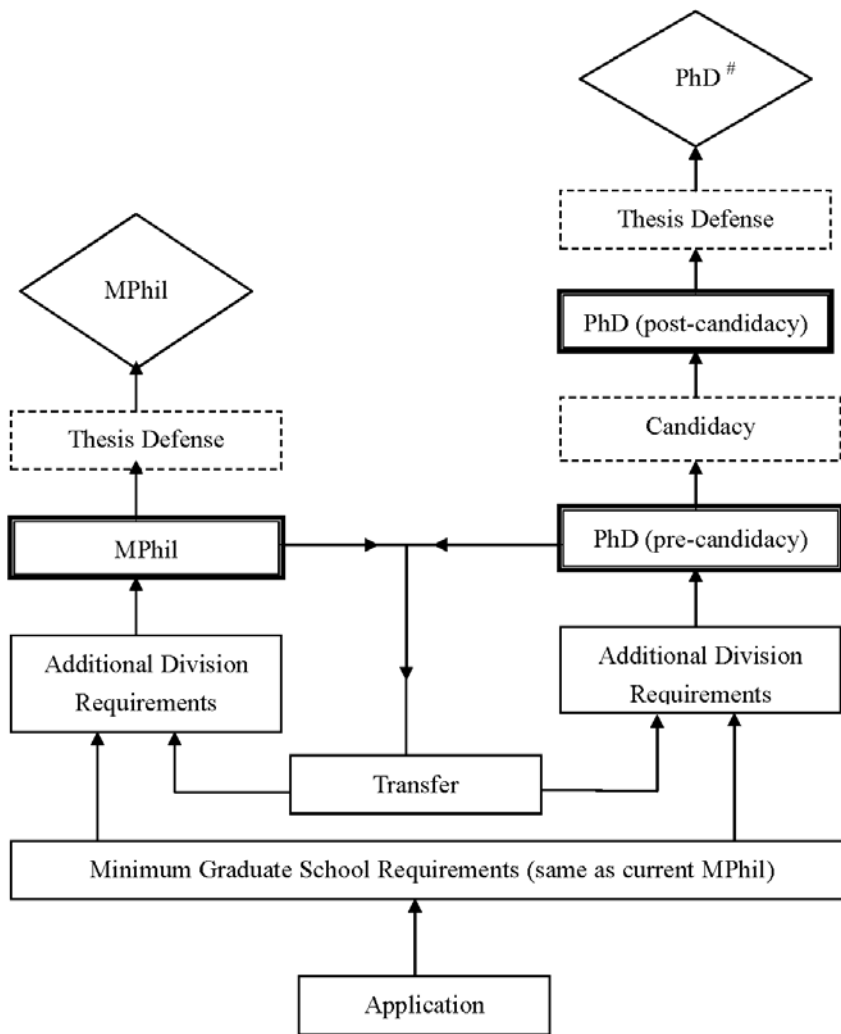 PhD #
Thesis Defense
MPhil
PhD (post-candidacy)
Thesis Defense
Candidacy
MPhil
PhD (pre-candidacy)
Additional Division
Requirements
Additional Division
Requirements
Transfer
Minimum Graduate School Requirements (same as current MPhil)
Application